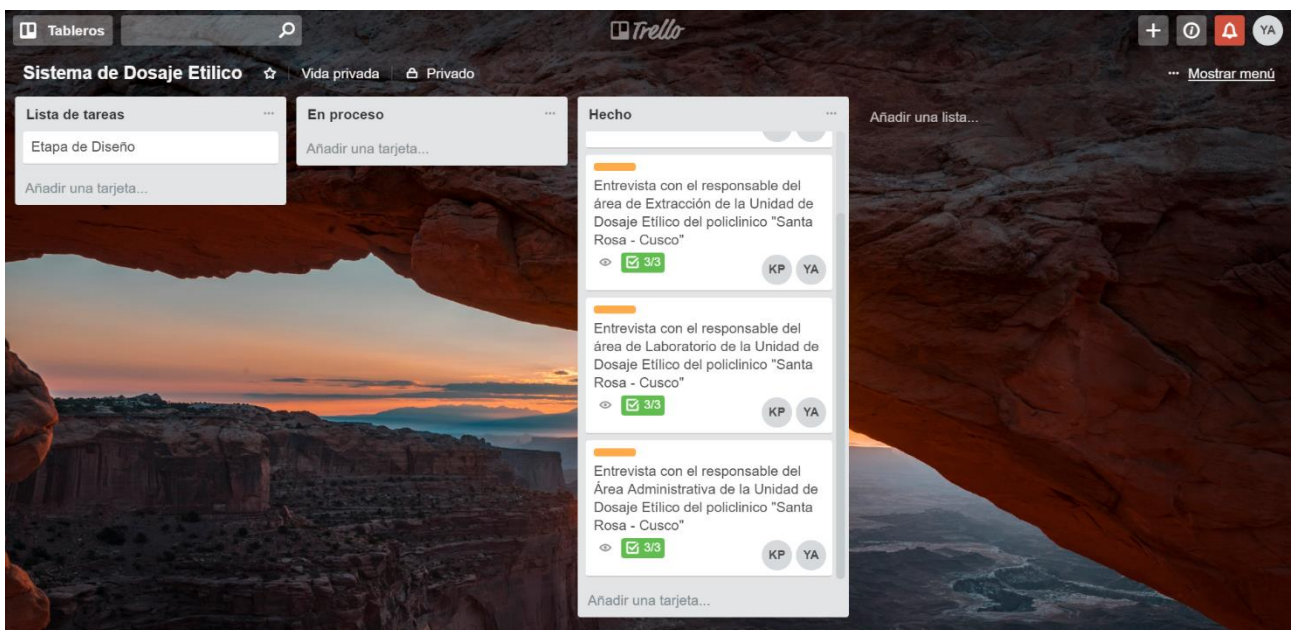 Tableros
Trello
YA
Sistema de Dosaje Etilico
Vida privada
Privado
... Mostrar menú
Lista de tareas ...
Etapa de Diseño
Añadir una tarjeta...
En proceso ...
Añadir una tarjeta...
Hecho ...
Entrevista con el responsable del
área de Extracción de la Unidad de
Dosaje Etílico del policlinico "Santa
Rosa - Cusco"
3/3
KP YA
Entrevista con el responsable del
área de Laboratorio de la Unidad de
Dosaje Etílico del policlinico "Santa
Rosa - Cusco"
3/3
KP YA
Entrevista con el responsable del
Área Administrativa de la Unidad de
Dosaje Etílico del policlinico "Santa
Rosa - Cusco"
3/3
KP YA
Añadir una tarjeta...
Añadir una lista...